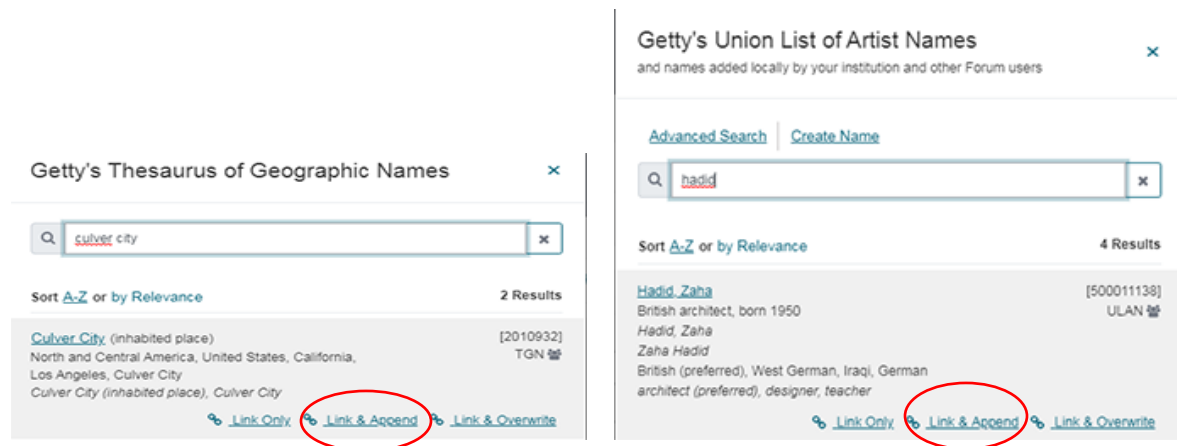 Getty's Thesaurus of Geographic Names
culver city
Sort A-Z or by Relevance
2 Results
Culver City (inhabited place)
[2010932]
North and Central America, United States, California,
TGN
Los Angeles, Culver City
Culver City (inhabited place), Culver City
Link Only Link & Append Link & Overwrite
Getty's Union List of Artist Names
and names added locally by your institution and other Forum users
Advanced Search Create Name
hadid
Sort A-Z or by Relevance
4 Results
Hadid, Zaha
[500011138]
British architect, born 1950
ULAN
Hadid, Zaha
Zaha Hadid
British (preferred), West German, Iraqi, German
architect (preferred), designer, teacher
Link Only Link & Append Link & Overwrite